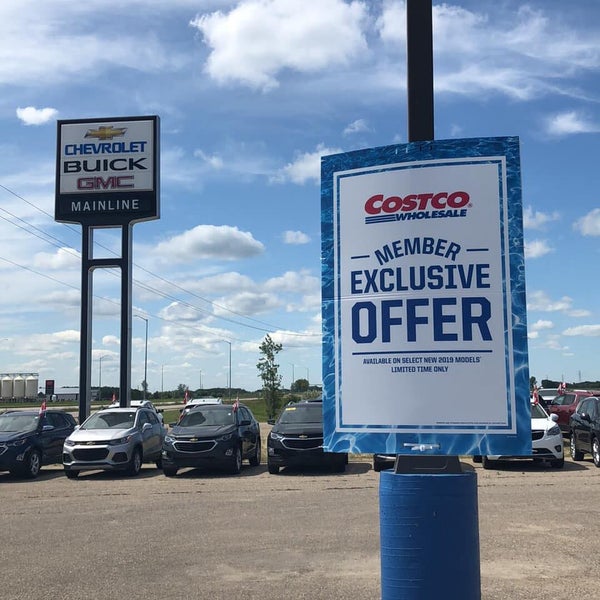 CHEVROLET
BUICK
GMC
MAINLINE
COSTCO
WHOLESALE
MEMBER
EXCLUSIVE
OFFER
AVAILABLE ON SELECT NEW 2019 MODELS*
LIMITED TIME ONLY